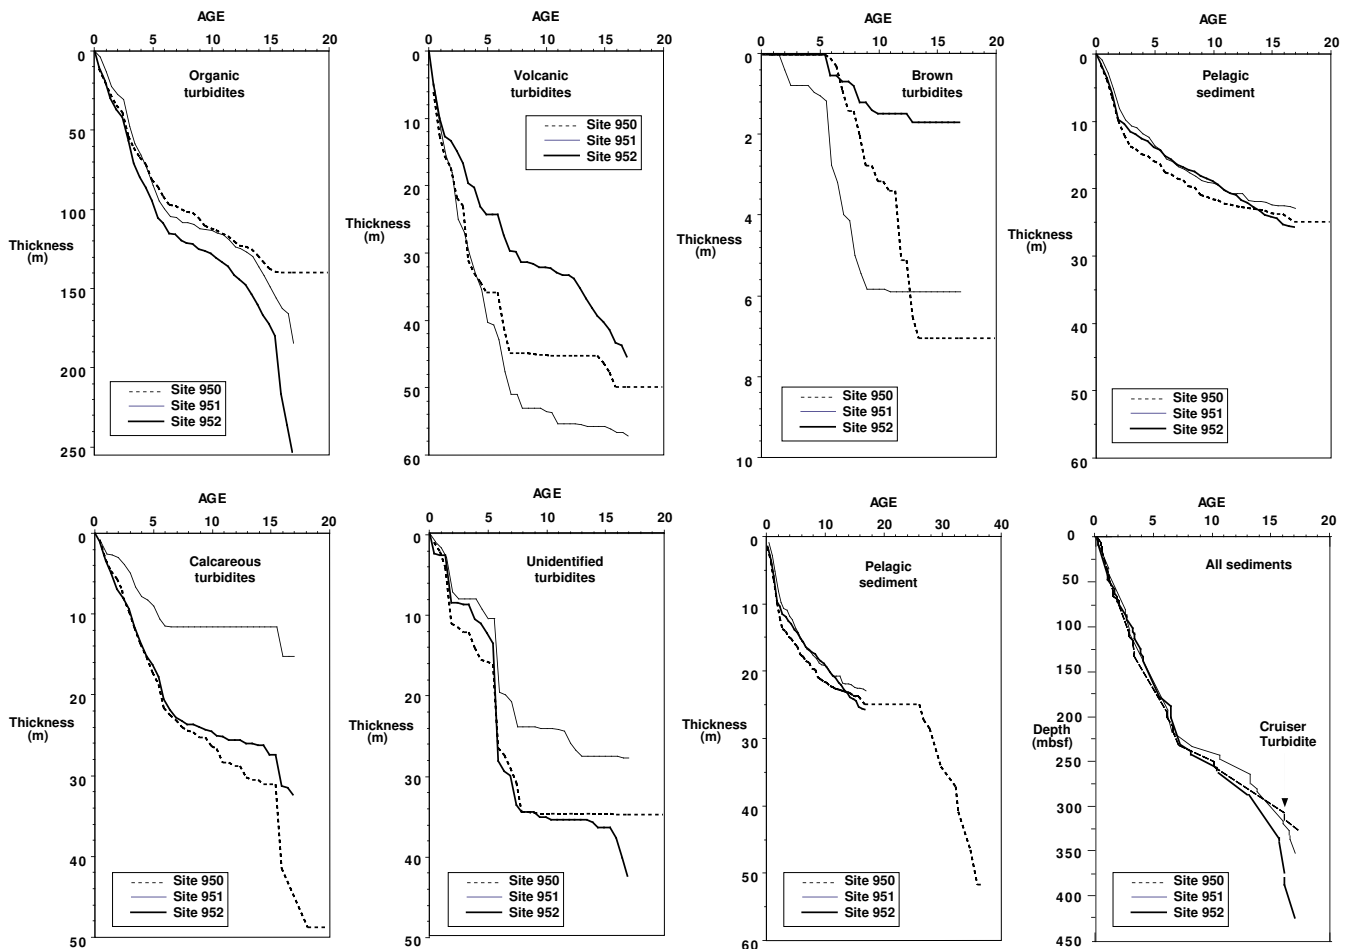 AGE
0 5 10 15 20
0
50
100
150
200
250
Thickness
(m)
Organic
turbidites
Site 950
Site 951
Site 952
AGE
0 5 10 15 20
0
10
20
30
40
50
60
Thickness
(m)
Volcanic
turbidites
Site 950
Site 951
Site 952
AGE
0 5 10 15 20
0
2
4
6
8
10
Thickness
(m)
Brown
turbidites
Site 950
Site 951
Site 952
AGE
0 5 10 15 20
0
10
20
30
40
50
60
Thickness
(m)
Pelagic
sediment
Site 950
Site 951
Site 952
AGE
0 5 10 15 20
0
10
20
30
40
50
Thickness
(m)
Calcareous
turbidites
Site 950
Site 951
Site 952
AGE
0 5 10 15 20
0
10
20
30
40
50
Thickness
(m)
Unidentified
turbidites
Site 950
Site 951
Site 952
AGE
0 10 20 30 40
0
10
20
30
40
50
60
Thickness
(m)
Pelagic
sediment
Site 950
Site 951
Site 952
AGE
0 5 10 15 20
0
50
100
150
200
250
300
350
400
450
Depth
(mbsf)
All sediments
Cruiser
Turbidite
Site 950
Site 951
Site 952